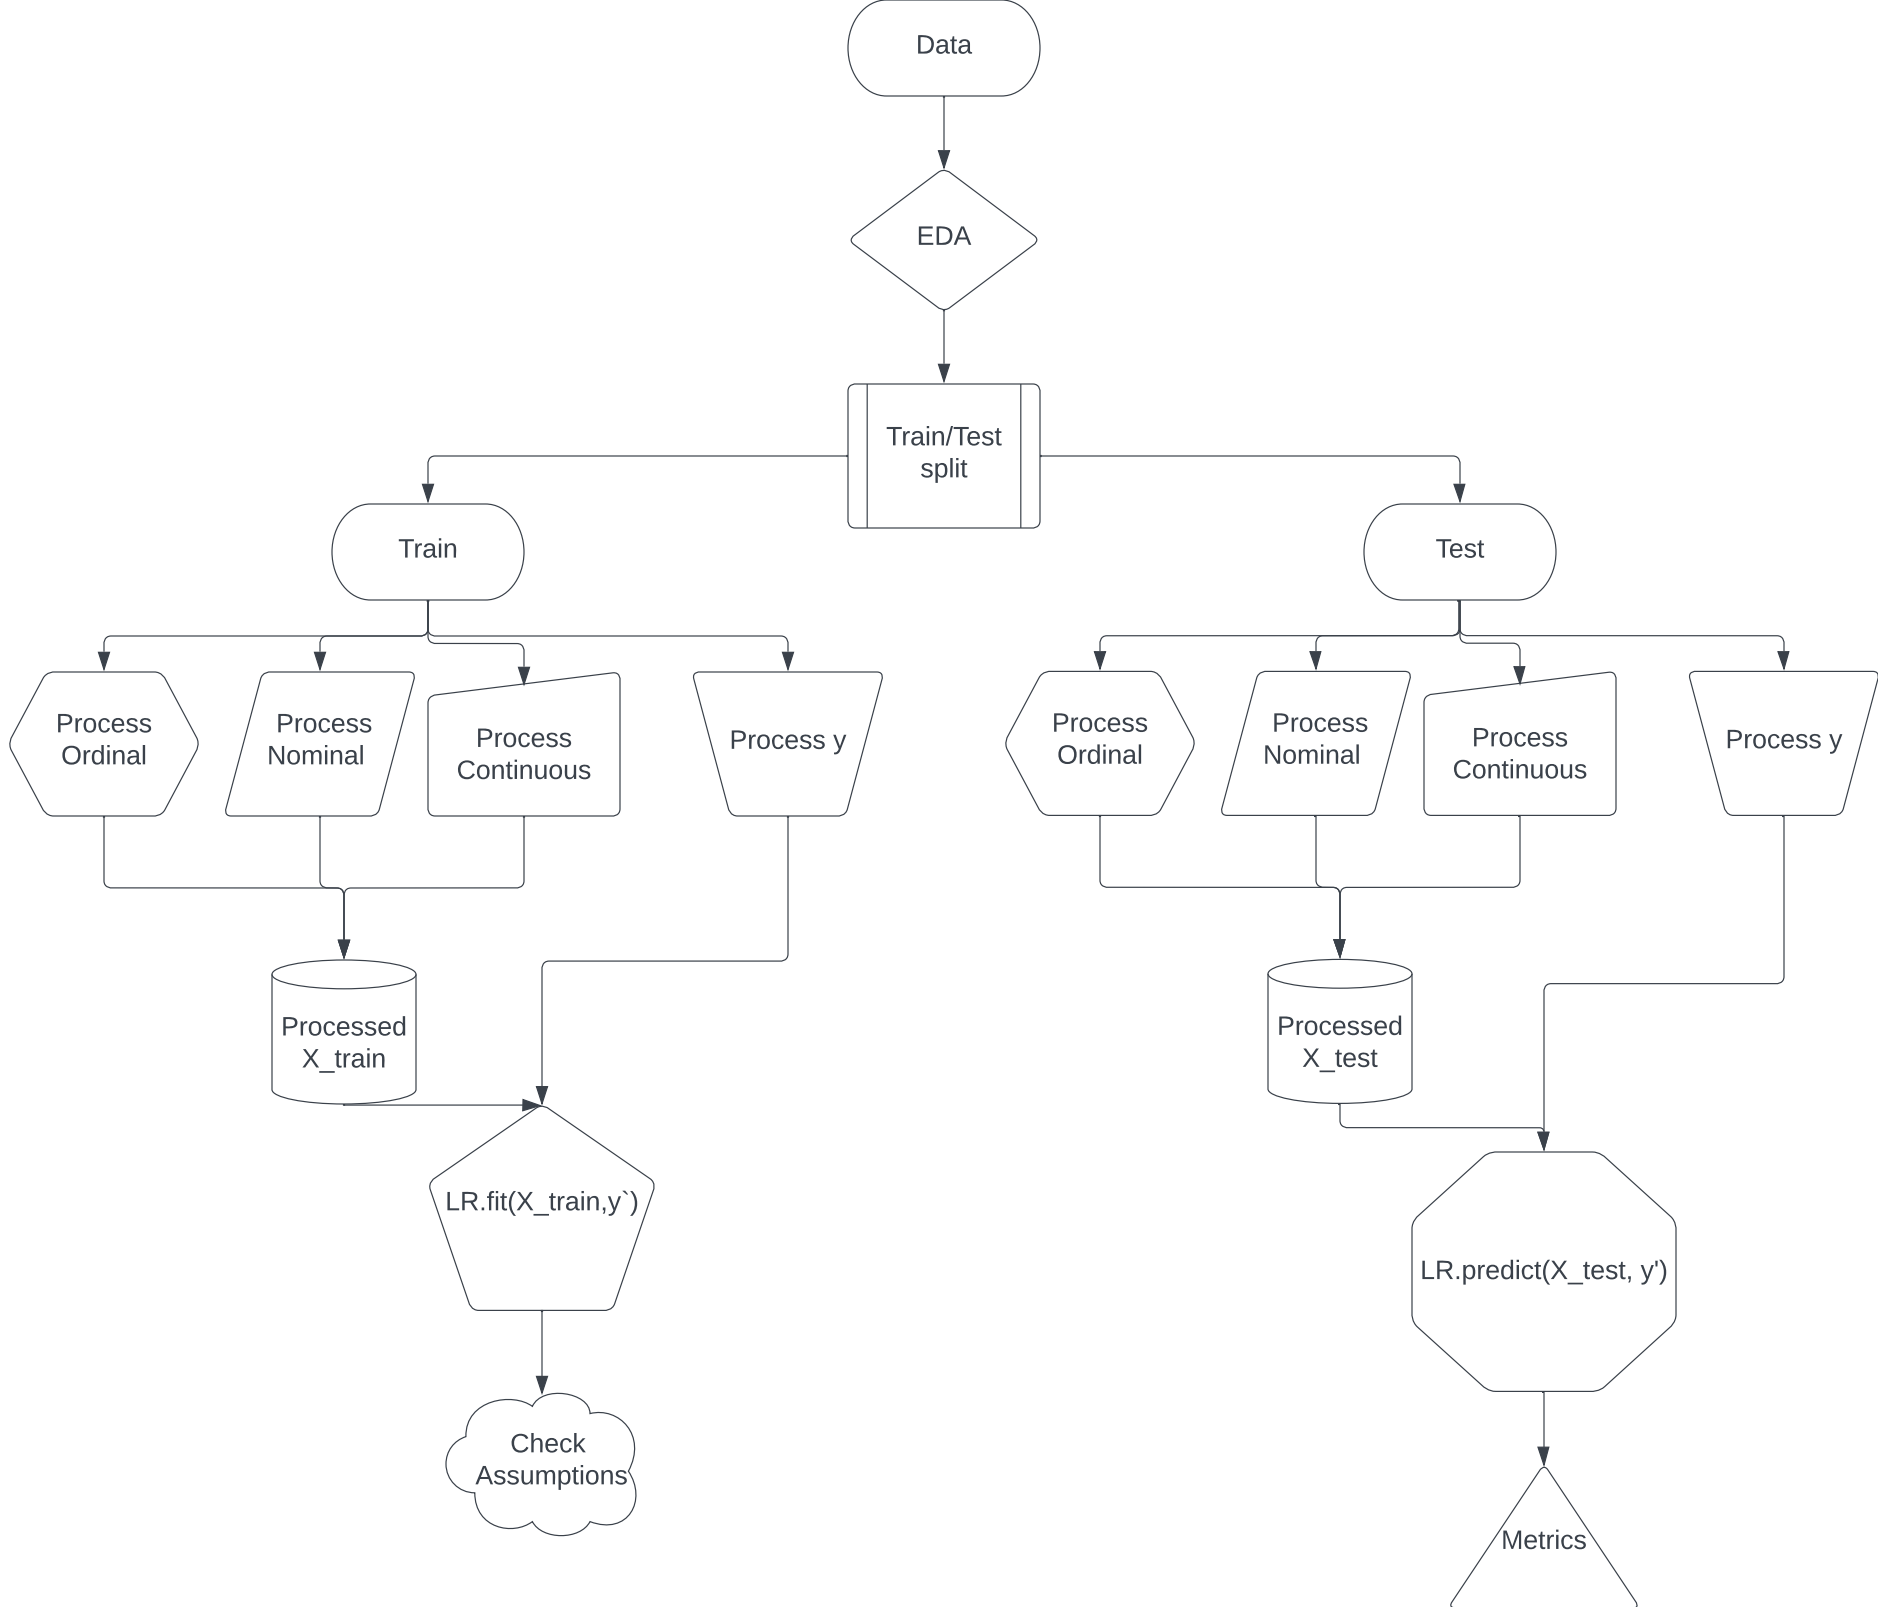 Data
EDA
Train/Test
split
Train
Test
Process
Ordinal
Process
Nominal
Process
Continuous
Process y
Process
Ordinal
Process
Nominal
Process
Continuous
Process y
Processed
X_train
Processed
X_test
LR.fit(X_train,y`)
LR.predict(X_test, y')
Check
Assumptions
Metrics